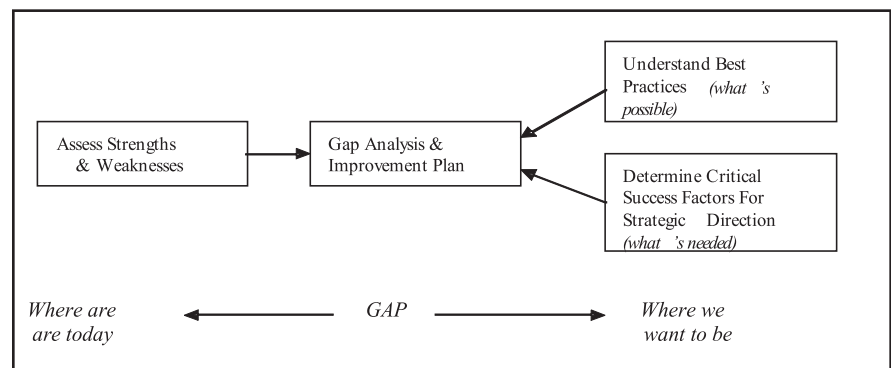 Understand Best
Practices (what 's
possible)
Assess Strengths
& Weaknesses
Gap Analysis &
Improvement Plan
Determine Critical
Success Factors For
Strategic Direction
(what 's needed)
Where are
are today
GAP
Where we
want to be